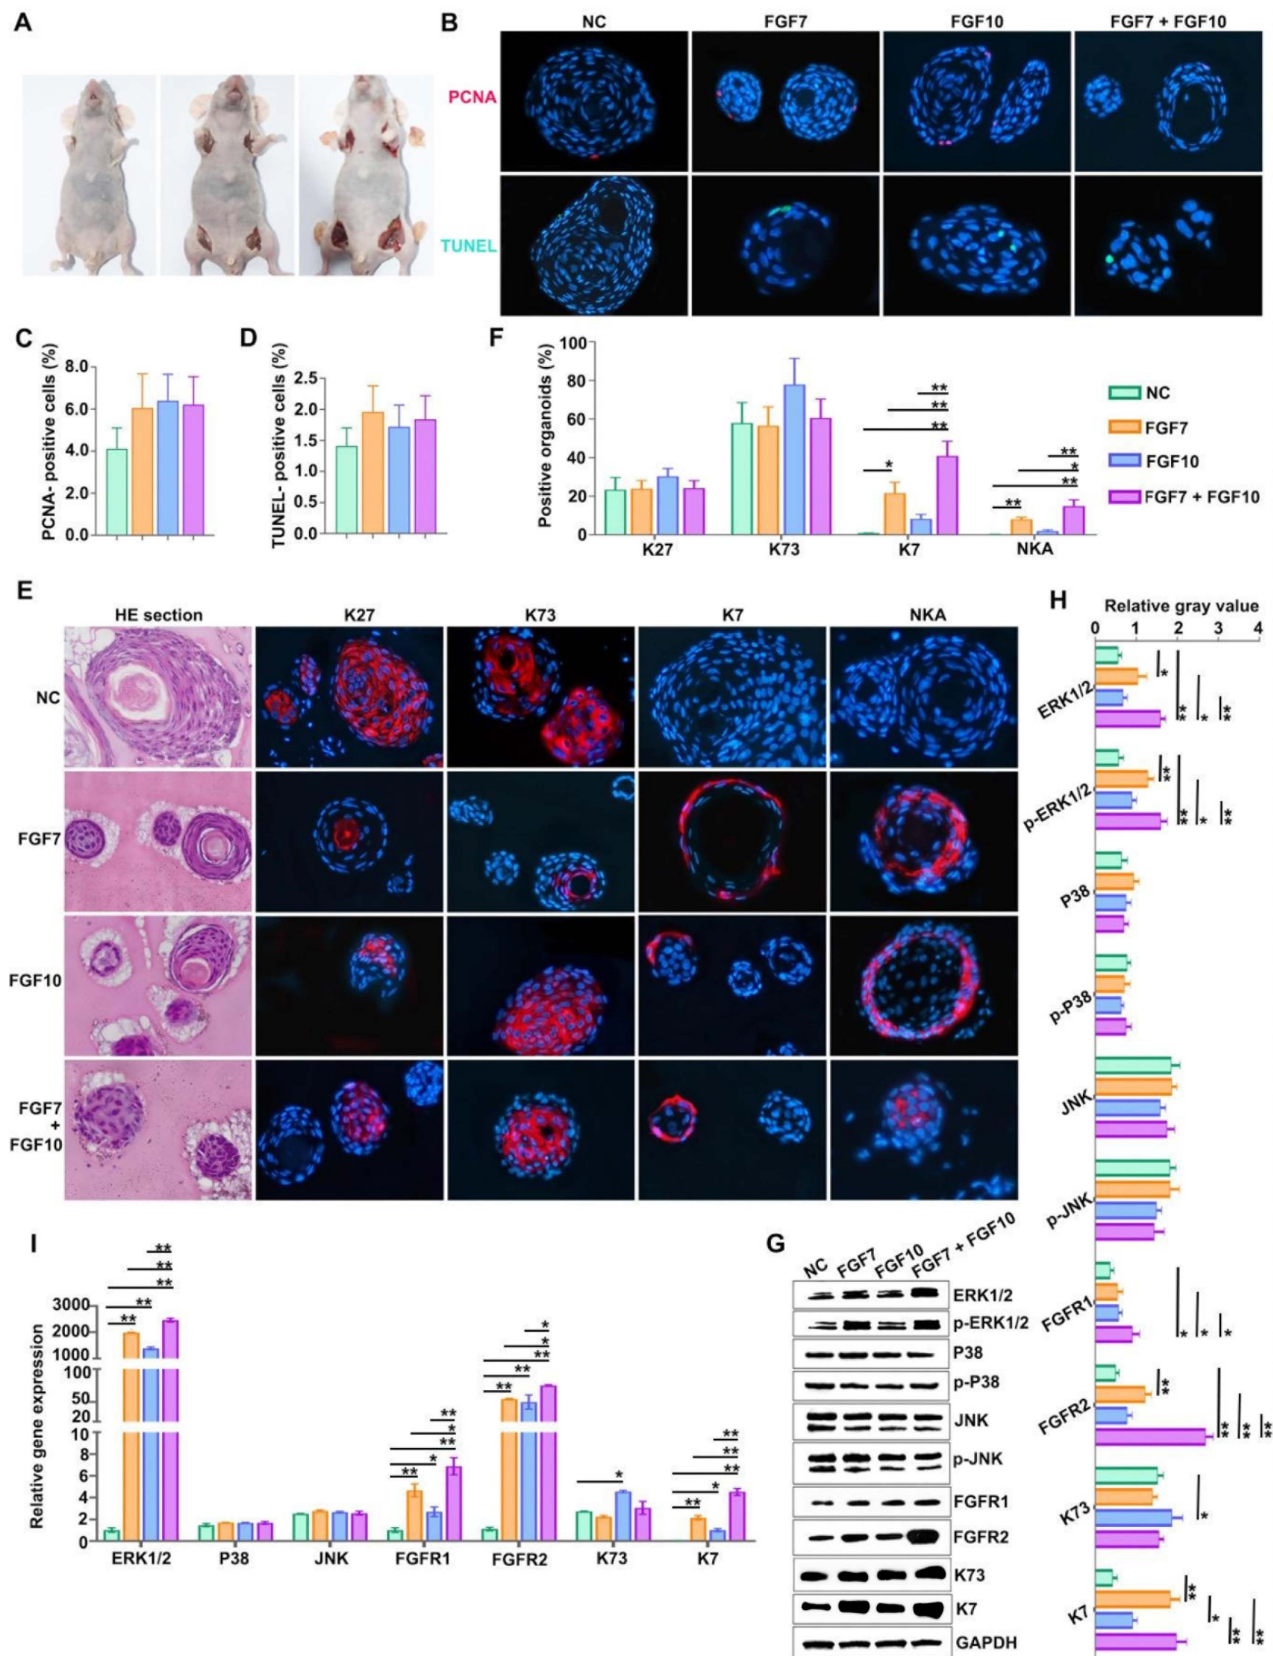 A
B
NC FGF7 FGF10 FGF7 + FGF10
PCNA
TUNEL
C
PCNA- positive cells (%)
8.0
6.0
4.0
2.0
0.0
D
TUNEL- positive cells (%)
2.5
2.0
1.5
1.0
0.5
0.0
F
Positive organoids (%)
100
80
60
40
20
0
** ** ** *
** * ** **
K27 K73 K7 NKA
NC
FGF7
FGF10
FGF7 + FGF10
E
HE section K27 K73 K7 NKA
NC
FGF7
FGF10
FGF7
+
FGF10
H
Relative gray value
0 1 2 3 4
ERK1/2
* ** * **
p-ERK1/2
** ** * **
P38
p-P38
JNK
p-JNK
FGFR1
* * *
FGFR2
** ** ** **
K73
*
K7
** * ** **
I
Relative gene expression
3000
2000
1000
100
50
20
10
8
6
4
2
0
** ** ** ** **
** * ** * **
* * ** ** **
*
** ** ** * **
ERK1/2 P38 JNK FGFR1 FGFR2 K73 K7
G
NC FGF7 FGF10 FGF7 + FGF10
ERK1/2
p-ERK1/2
P38
p-P38
JNK
p-JNK
FGFR1
FGFR2
K73
K7
GAPDH